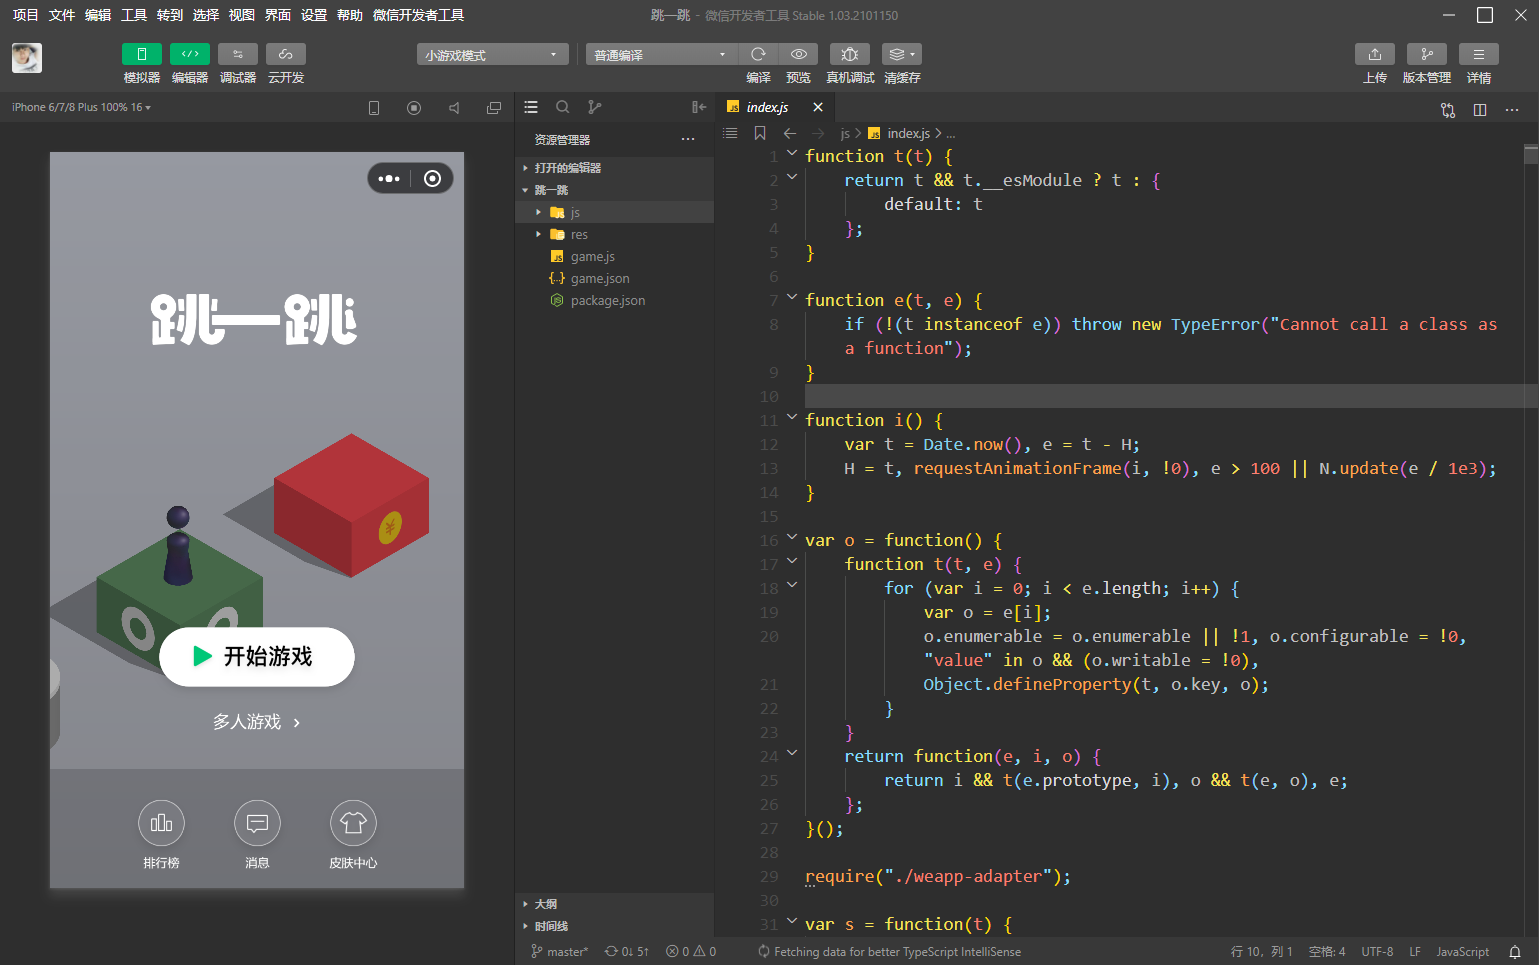 项目 文件 编辑 工具 转到 选择 视图 界面 设置 帮助 微信开发者工具
跳一跳 - 微信开发者工具 Stable 1.03.2101150
模拟器 编辑器 调试器 云开发
小游戏模式 普通编译
编译 预览 真机调试 清缓存
上传 版本管理 详情
iPhone 6/7/8 Plus 100% 16
跳一跳
开始游戏
多人游戏 ›
排行榜 消息 皮肤中心
资源管理器 ...
打开的编辑器
跳一跳
js
res
JS game.js
{..} game.json
package.json
大纲
时间线
JS index.js
js > JS index.js > ...
1 function t(t) {
2 return t && t.__esModule ? t : {
3 default: t
4 };
5 }
6
7 function e(t, e) {
8 if (!(t instanceof e)) throw new TypeError("Cannot call a class as
a function");
9 }
10
11 function i() {
12 var t = Date.now(), e = t - H;
13 H = t, requestAnimationFrame(i, !0), e > 100 || N.update(e / 1e3);
14 }
15
16 var o = function() {
17 function t(t, e) {
18 for (var i = 0; i < e.length; i++) {
19 var o = e[i];
20 o.enumerable = o.enumerable || !1, o.configurable = !0,
"value" in o && (o.writable = !0),
21 Object.defineProperty(t, o.key, o);
22 }
23 }
24 return function(e, i, o) {
25 return i && t(e.prototype, i), o && t(e, o), e;
26 };
27 }();
28
29 require("./weapp-adapter");
30
31 var s = function(t) {
master* 0↓ 5↑ 0 0 Fetching data for better TypeScript IntelliSense 行 10，列 1 空格: 4 UTF-8 LF JavaScript